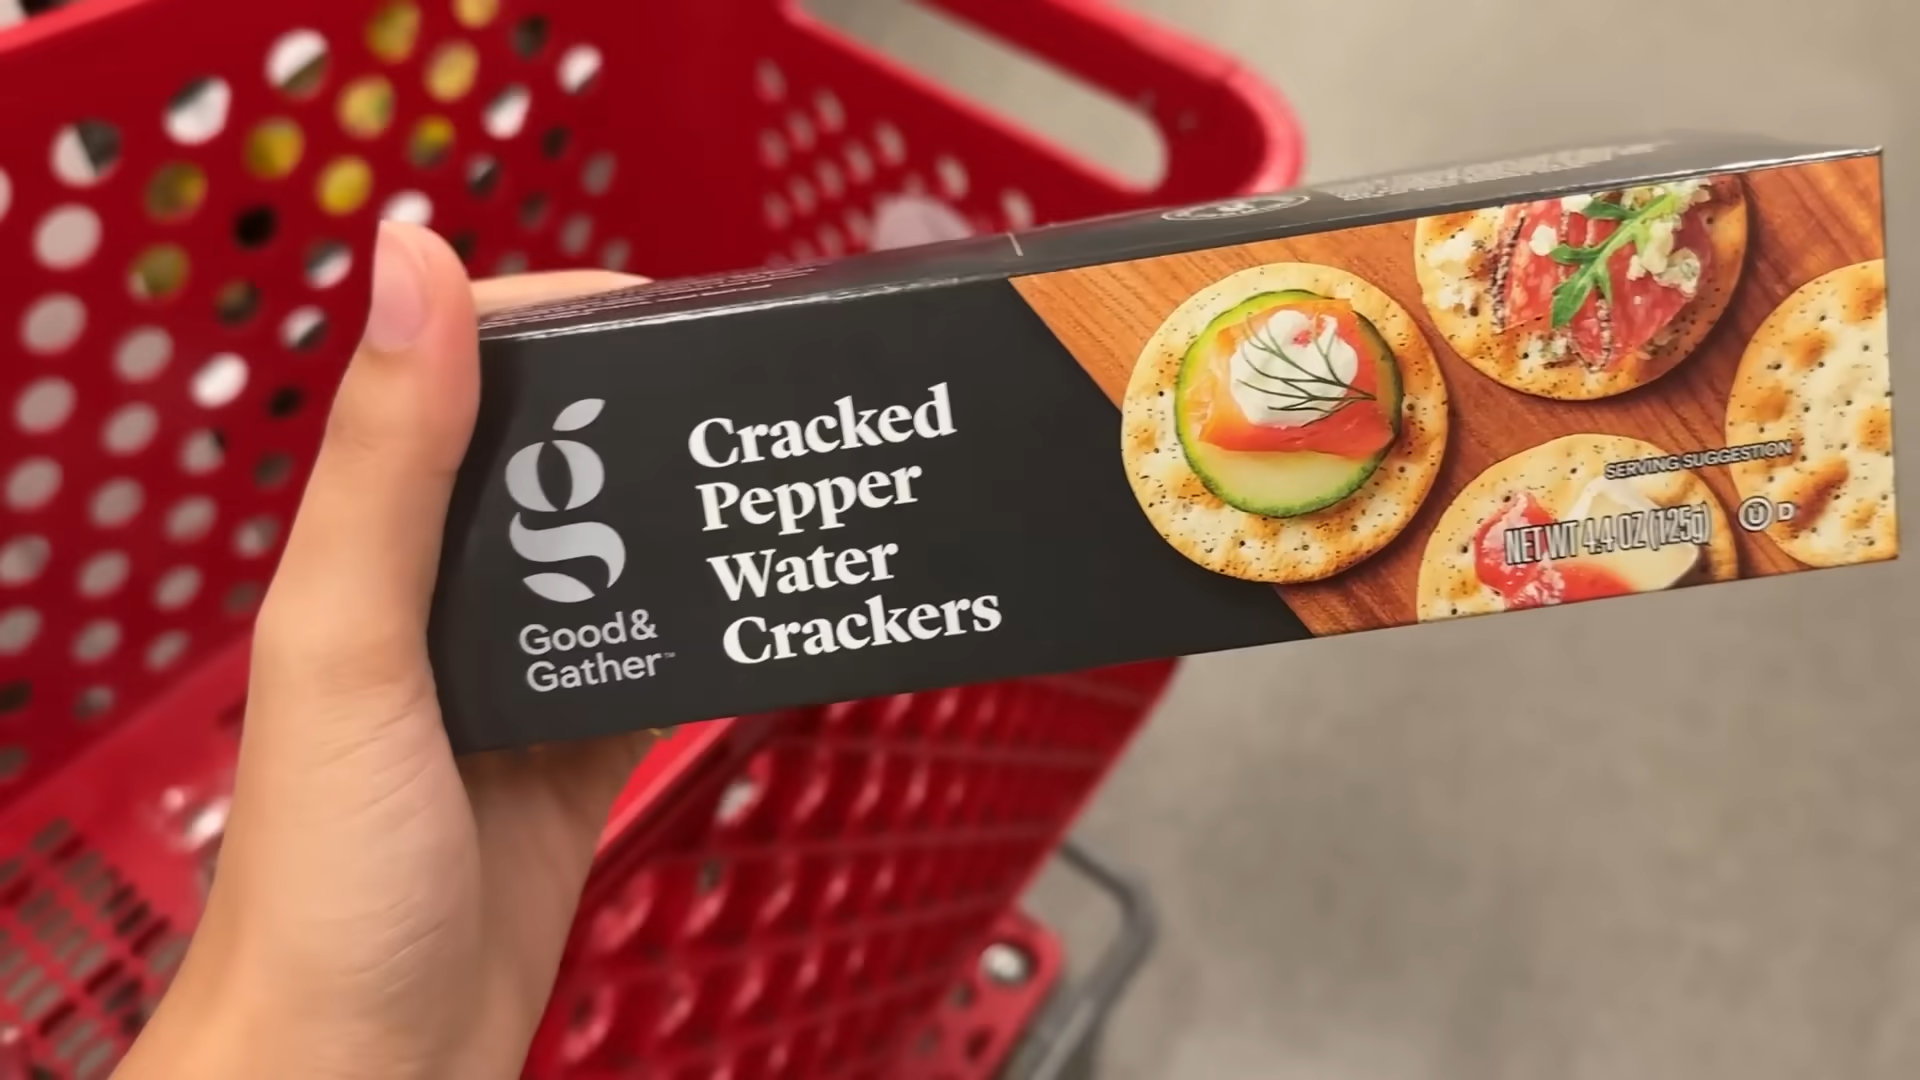 Good&
Gather™
Cracked
Pepper
Water
Crackers
SERVING SUGGESTION
NET WT 4.4 OZ (125g)
U D